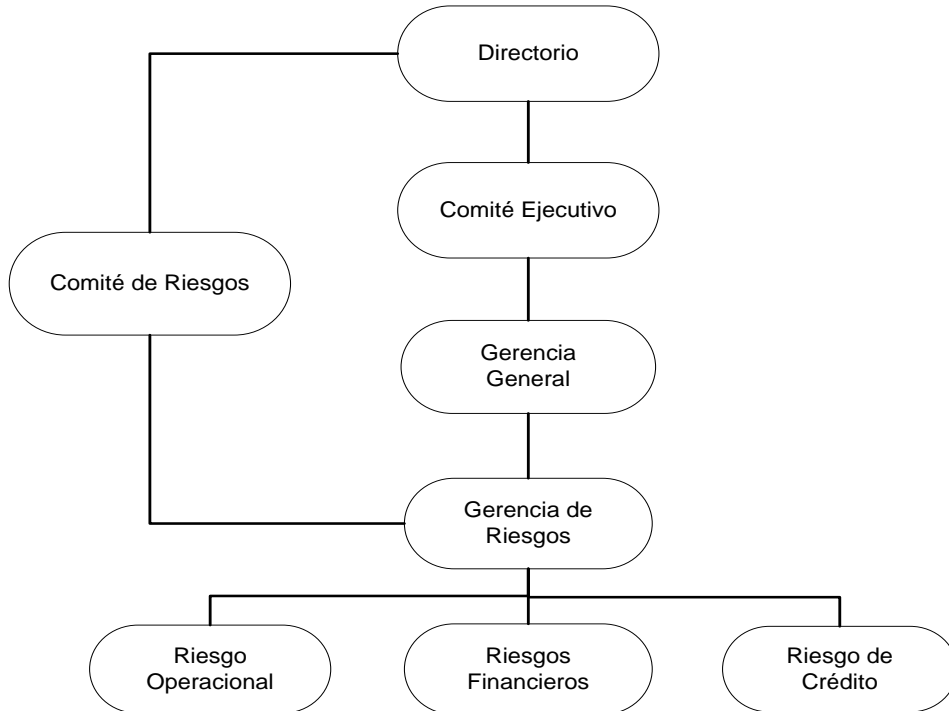 Directorio
Comité Ejecutivo
Comité de Riesgos
Gerencia
General
Gerencia de
Riesgos
Riesgo
Operacional
Riesgos
Financieros
Riesgo de
Crédito